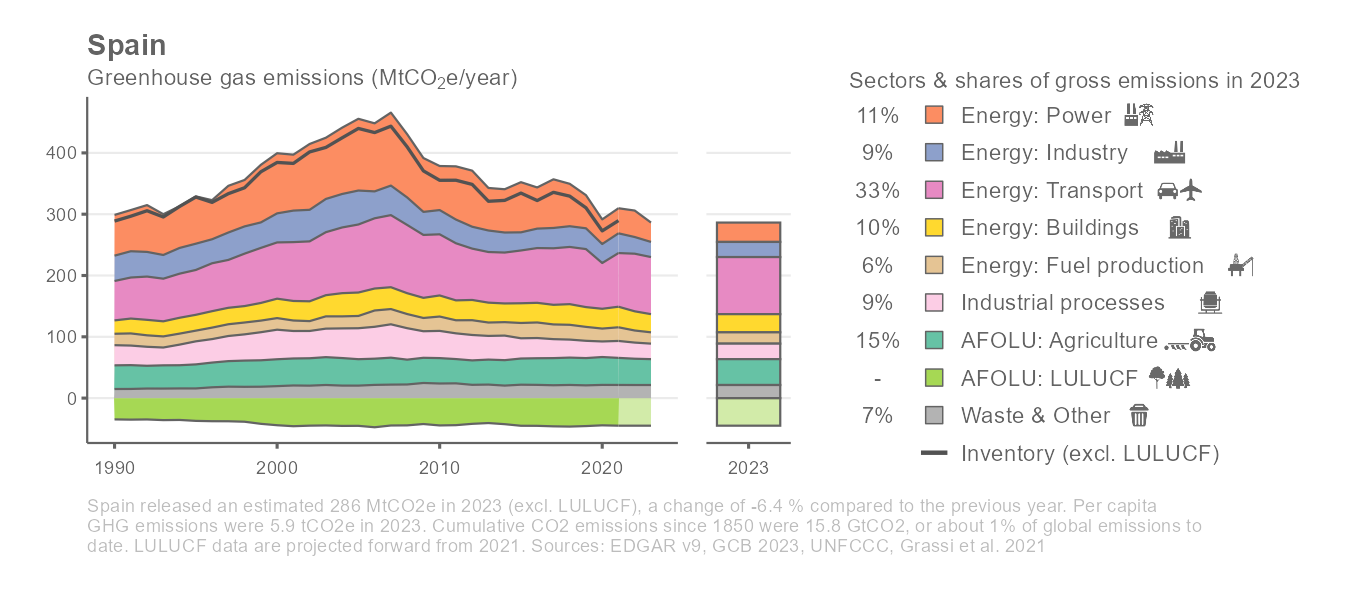 Spain
Greenhouse gas emissions (MtCO₂e/year)
400
300
200
100
0
1990
2000
2010
2020
2023
Sectors & shares of gross emissions in 2023
11% Energy: Power
9% Energy: Industry
33% Energy: Transport
10% Energy: Buildings
6% Energy: Fuel production
9% Industrial processes
15% AFOLU: Agriculture
- AFOLU: LULUCF
7% Waste & Other
Inventory (excl. LULUCF)
Spain released an estimated 286 MtCO2e in 2023 (excl. LULUCF), a change of -6.4 % compared to the previous year. Per capita
GHG emissions were 5.9 tCO2e in 2023. Cumulative CO2 emissions since 1850 were 15.8 GtCO2, or about 1% of global emissions to
date. LULUCF data are projected forward from 2021. Sources: EDGAR v9, GCB 2023, UNFCCC, Grassi et al. 2021